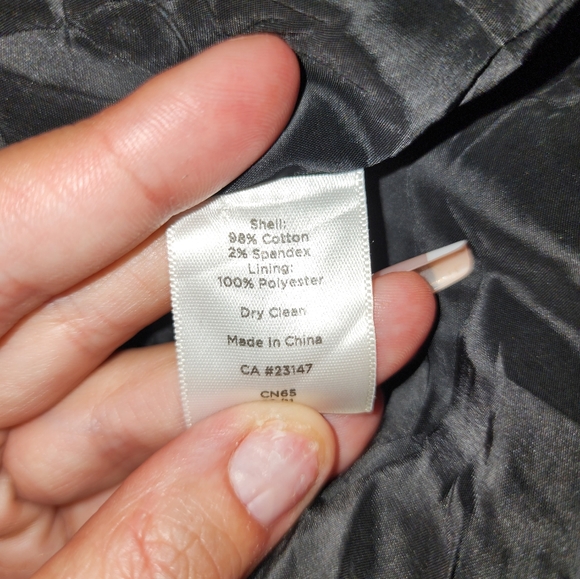 Shell:
98% Cotton
2% Spandex
Lining:
100% Polyester
Dry Clean
Made in China
CA #23147
CN65